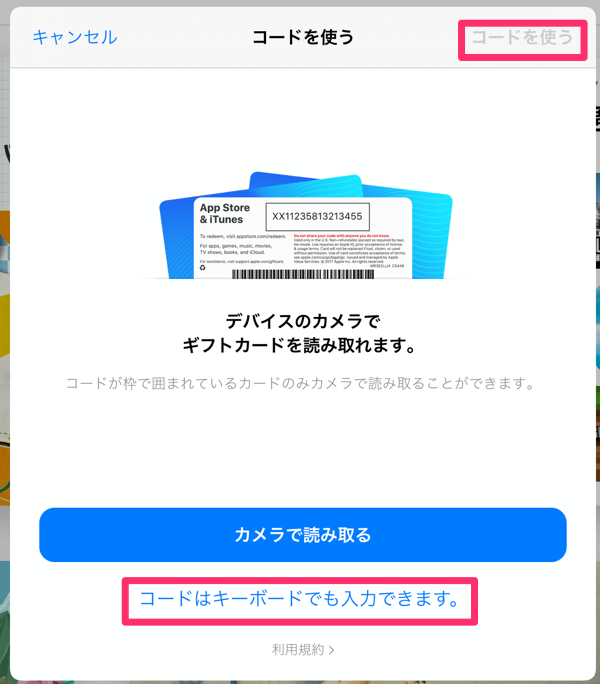 キャンセル
コードを使う
コードを使う
App Store
& iTunes
XX11235813213455
To redeem, visit appstore.com/redeem.
For apps, games, music, movies,
TV shows, books, and iCloud.
For assistance, visit support.apple.com/giftcard.
Do not share your code with anyone you do not know.
デバイスのカメラで
ギフトカードを読み取れます。
コードが枠で囲まれているカードのみカメラで読み取ることができます。
カメラで読み取る
コードはキーボードでも入力できます。
利用規約 >